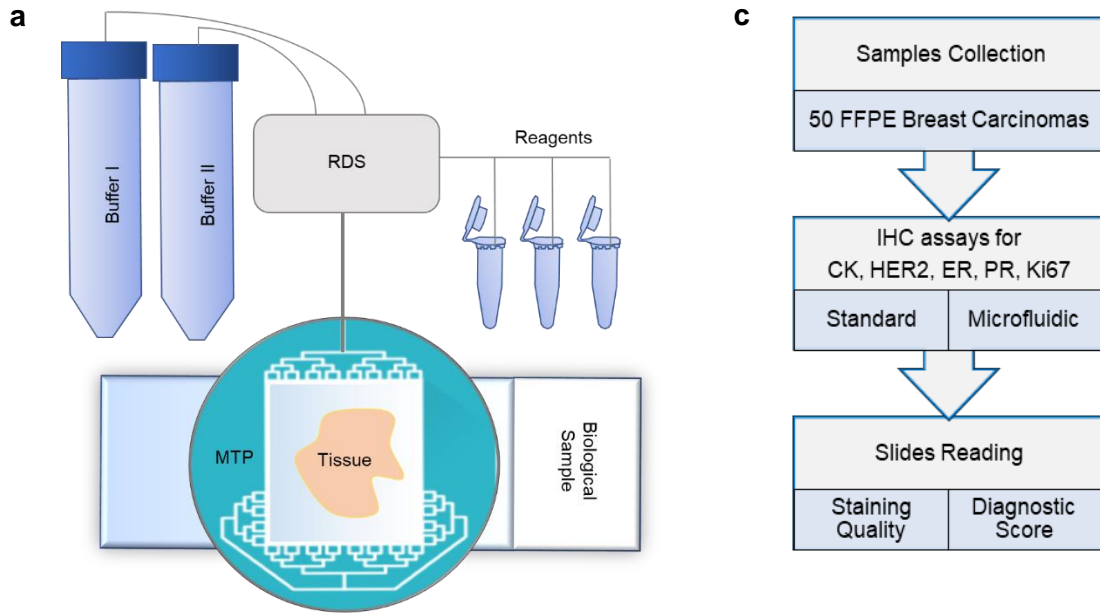 a
Buffer I
Buffer II
RDS
Reagents
MTP
Tissue
Biological
Sample
c
Samples Collection
50 FFPE Breast Carcinomas
IHC assays for
CK, HER2, ER, PR, Ki67
Standard
Microfluidic
Slides Reading
Staining
Quality
Diagnostic
Score